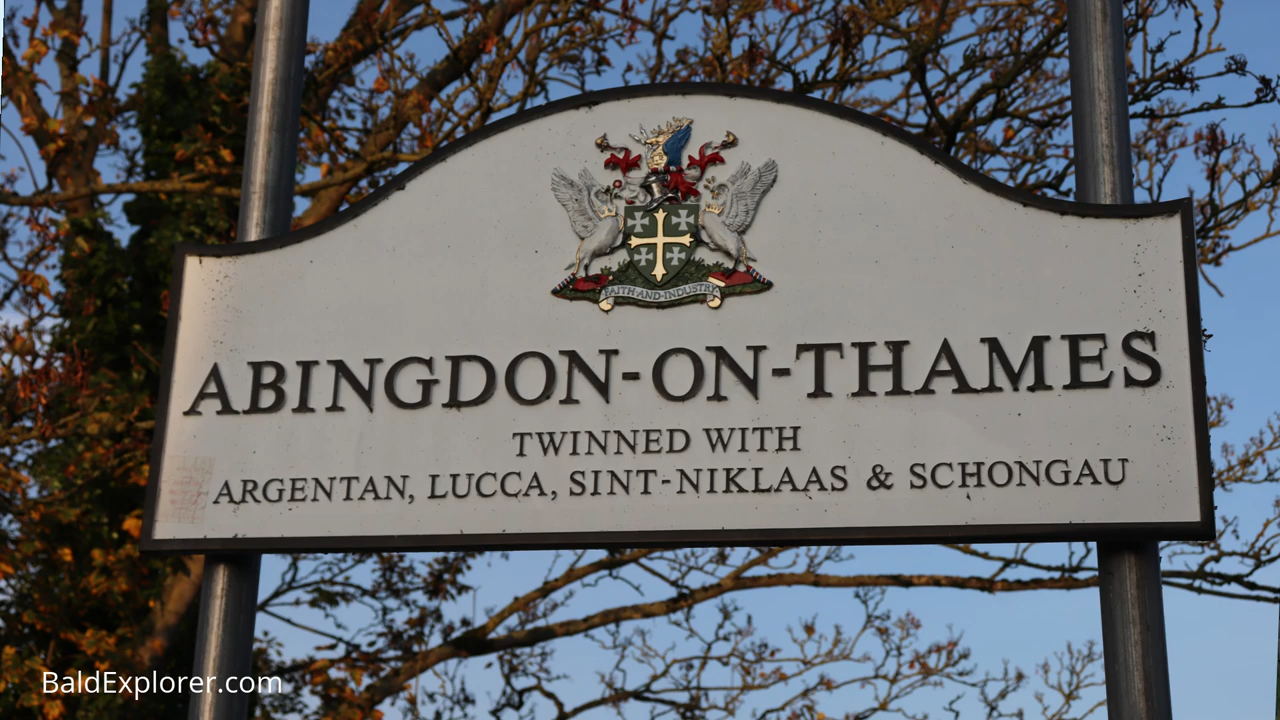 FAITH·AND·INDUSTRY
ABINGDON-ON-THAMES
TWINNED WITH
ARGENTAN, LUCCA, SINT-NIKLAAS & SCHONGAU
BaldExplorer.com